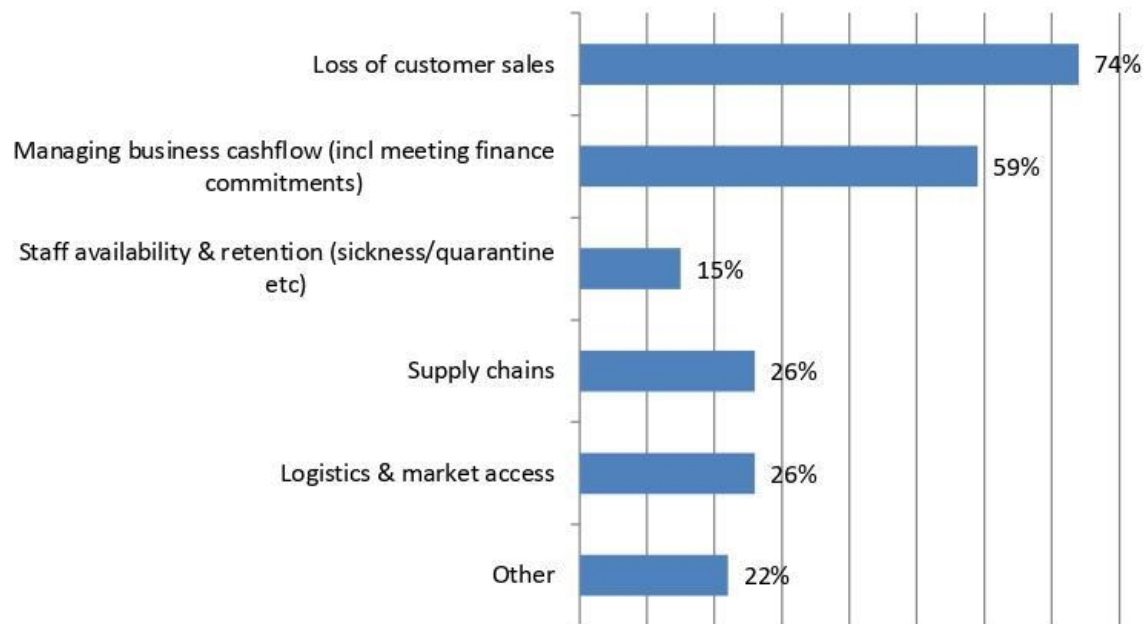 Loss of customer sales
74%
Managing business cashflow (incl meeting finance
commitments)
59%
Staff availability & retention (sickness/quarantine
etc)
15%
Supply chains
26%
Logistics & market access
26%
Other
22%